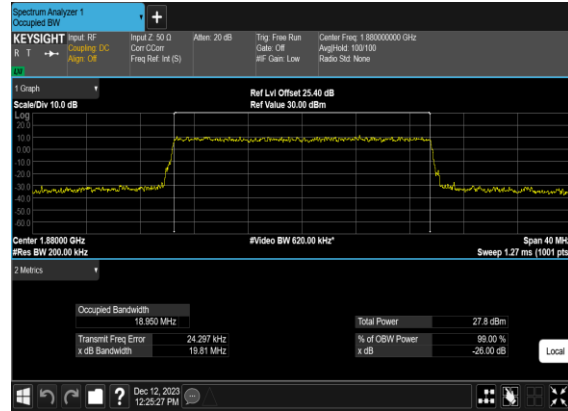 Spectrum Analyzer 1
Occupied BW
+
KEYSIGHT
R T
LM
Input: RF
Coupling: DC
Align: Off
Input Z: 50 Ω
Corr CCorr
Freq Ref: Int (S)
Atten: 20 dB
Trig: Free Run
Gate: Off
#IF Gain: Low
Center Freq: 1.880000000 GHz
Avg|Hold: 100/100
Radio Std: None
1 Graph
Scale/Div 10.0 dB
Ref Lvl Offset 25.40 dB
Ref Value 30.00 dBm
Log
20.0
10.0
0.00
-10.0
-20.0
-30.0
-40.0
-50.0
-60.0
Center 1.88000 GHz
#Res BW 200.00 kHz
#Video BW 620.00 kHz*
Span 40 MHz
Sweep 1.27 ms (1001 pts
2 Metrics
Occupied Bandwidth
18.950 MHz
Total Power 27.8 dBm
Transmit Freq Error 24.297 kHz
% of OBW Power 99.00 %
x dB Bandwidth 19.81 MHz
x dB -26.00 dB
Local
?
Dec 12, 2023
12:25:27 PM